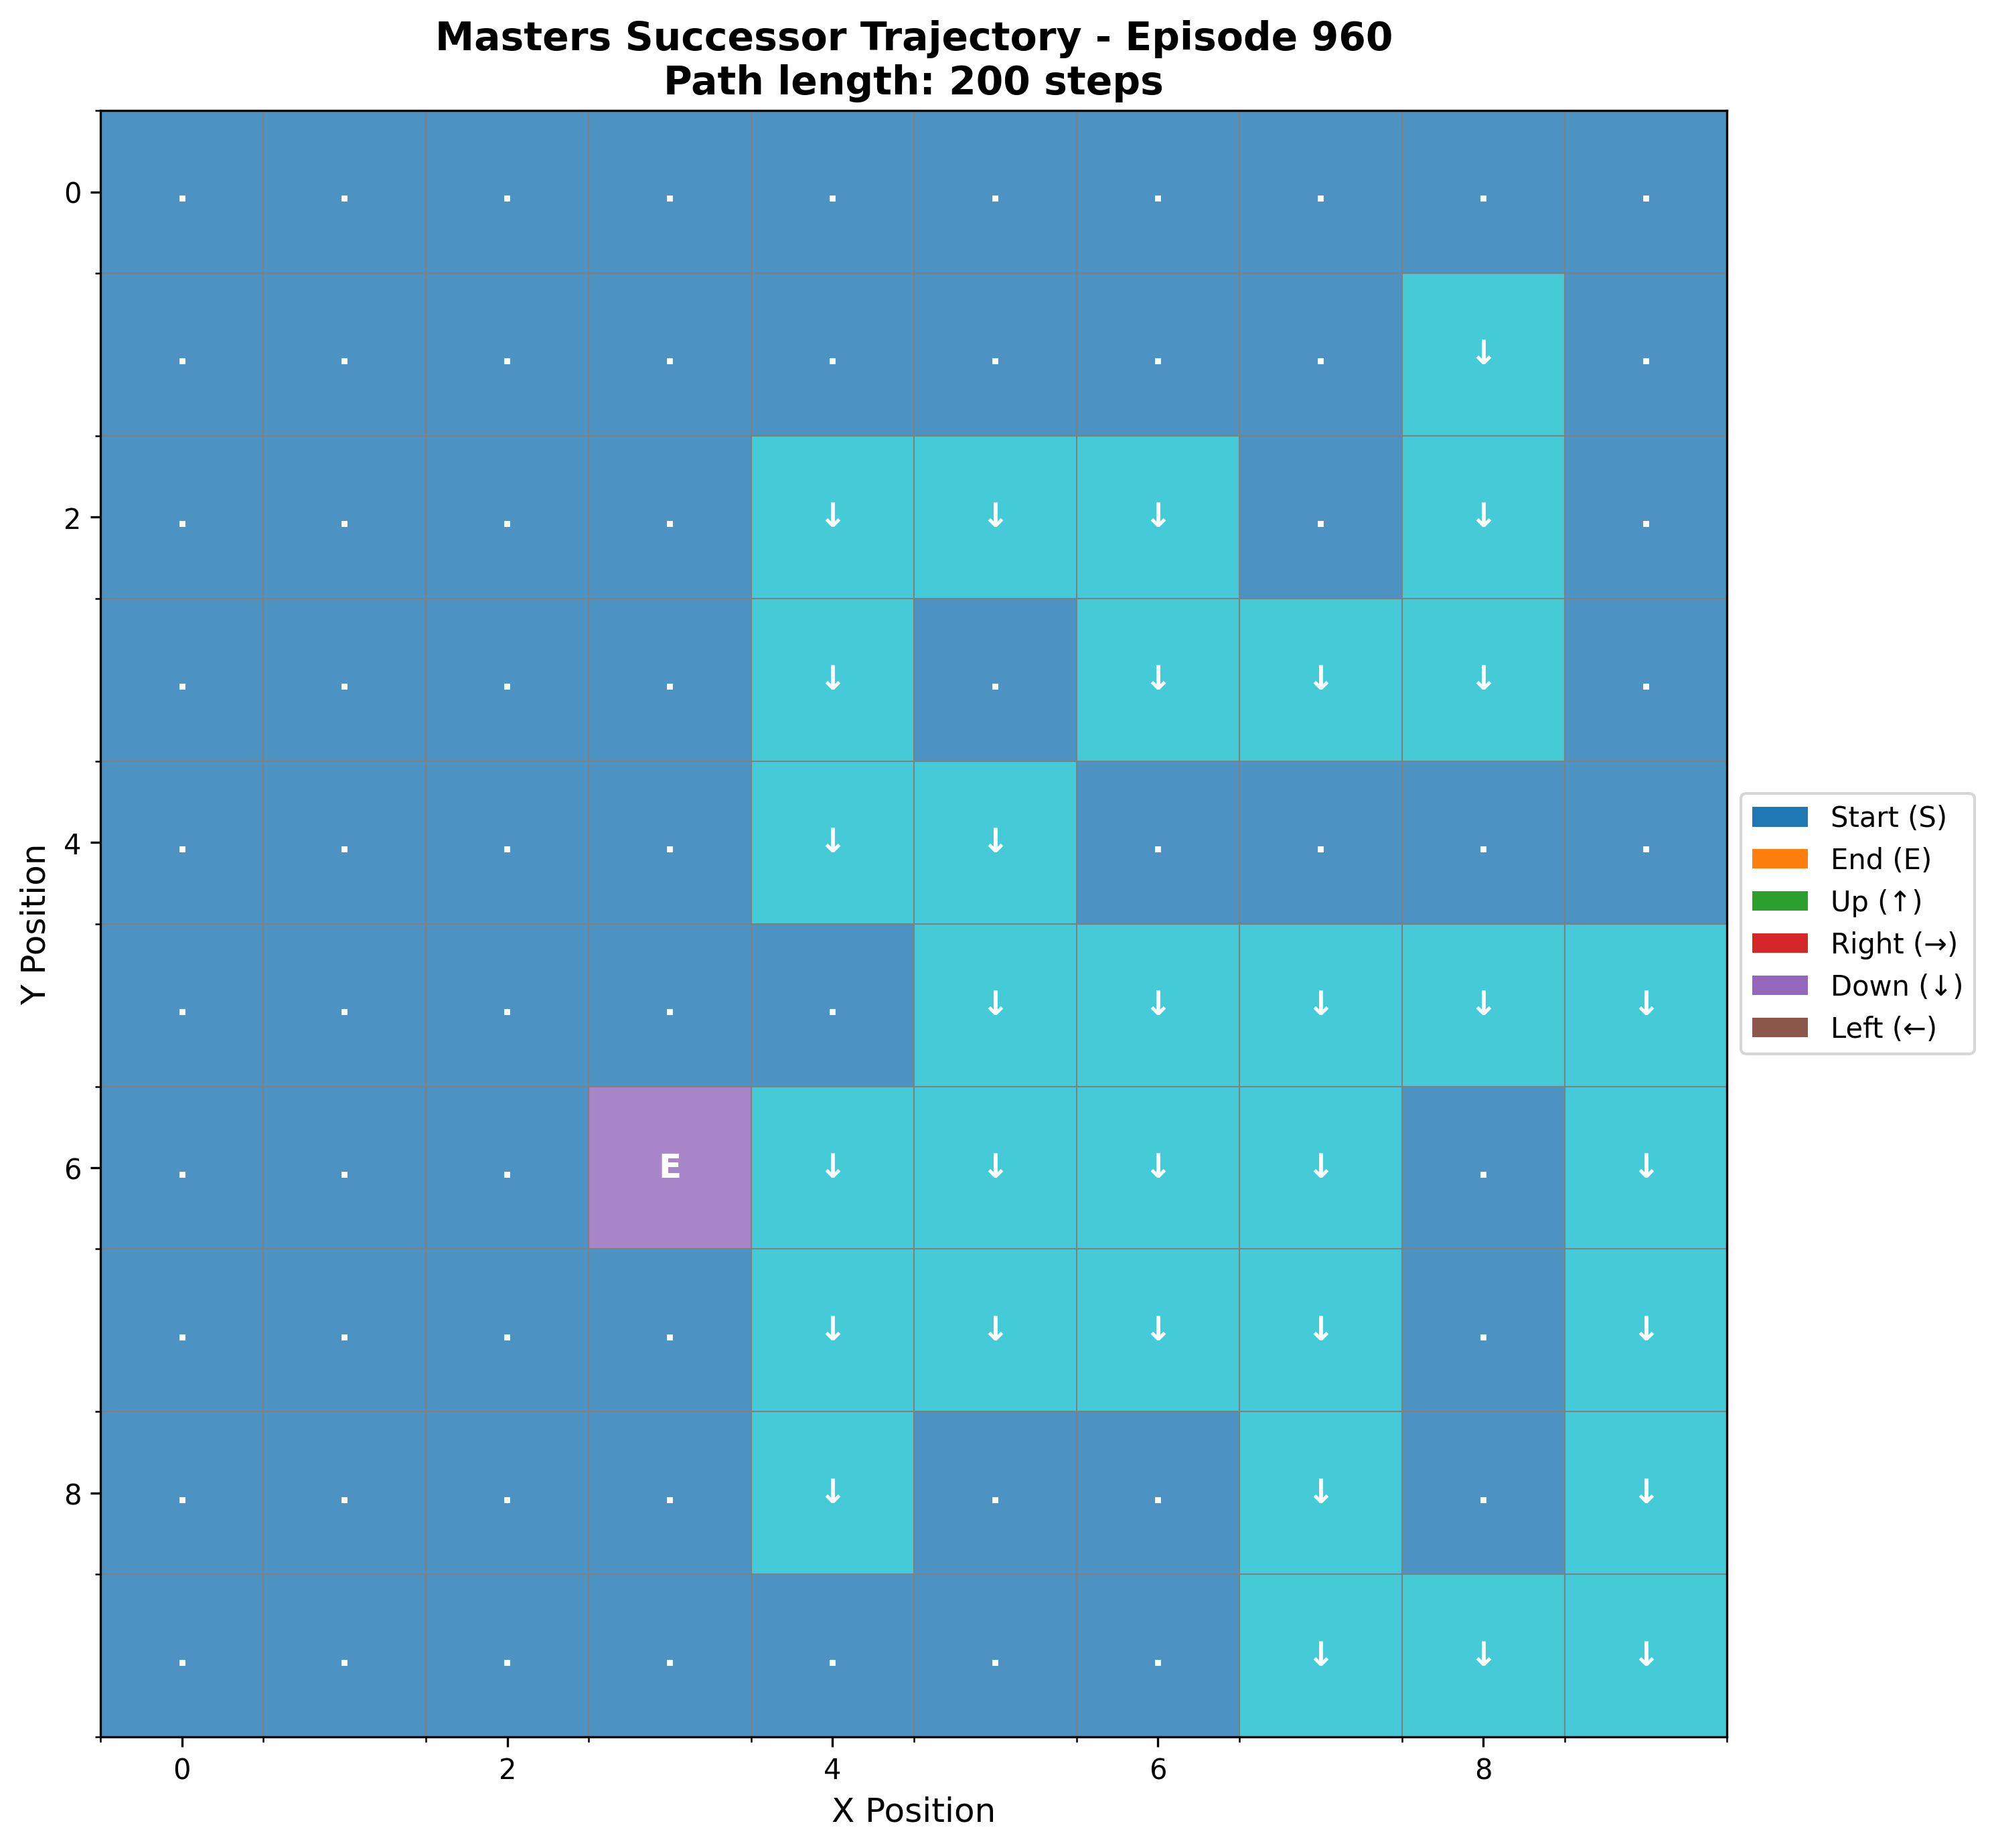 Masters Successor Trajectory - Episode 960
Path length: 200 steps
0 . . . . . . . . . .
. . . . . . . . ↓ .
2 . . . . ↓ ↓ ↓ . ↓ .
. . . . ↓ . ↓ ↓ ↓ .
4 . . . . ↓ ↓ . . . .
. . . . . ↓ ↓ ↓ ↓ ↓
6 . . . E ↓ ↓ ↓ ↓ . ↓
. . . . ↓ ↓ ↓ ↓ . ↓
8 . . . . ↓ . . ↓ . ↓
. . . . . . . ↓ ↓ ↓
0 2 4 6 8
X Position
Y Position
Start (S)
End (E)
Up (↑)
Right (→)
Down (↓)
Left (←)